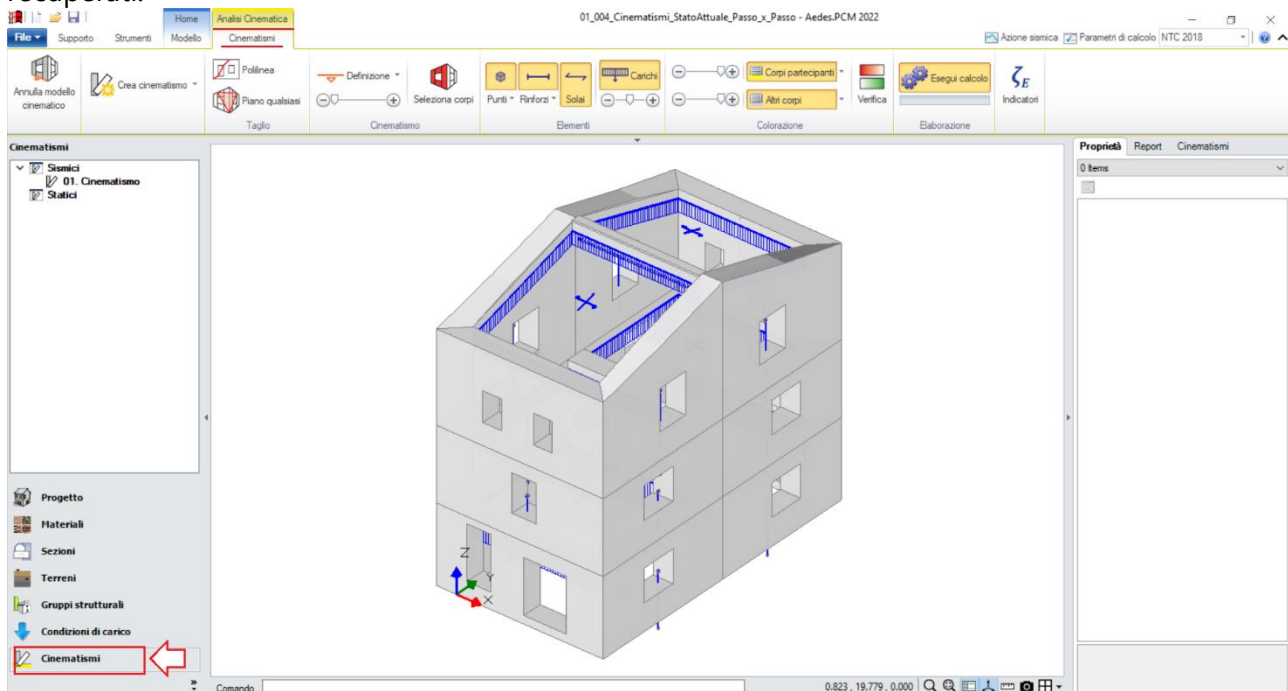 recuperati.
Home
Analisi Cinematica
01_004_Cinematismi_StatoAttuale_Passo_x_Passo - Aedes.PCM 2022
File
Supporto
Strumenti
Modello
Cinematismi
Azione sismica
Parametri di calcolo
NTC 2018
Annulla modello
cinematico
Crea cinematismo
Polilinea
Piano qualsiasi
Taglio
Definizione
Seleziona corpi
Cinematismo
Punti
Rinforzi
Solai
Carichi
Elementi
Corpi partecipanti
Altri corpi
Verifica
Colorazione
Esegui calcolo
Elaborazione
ζE
Indicatori
Cinematismi
Sismici
01. Cinematismo
Statici
Progetto
Materiali
Sezioni
Terreni
Gruppi strutturali
Condizioni di carico
Cinematismi
Z
Y
X
Proprietà
Report
Cinematismi
0 Items
Comando
0.823 , 19.779 , 0.000